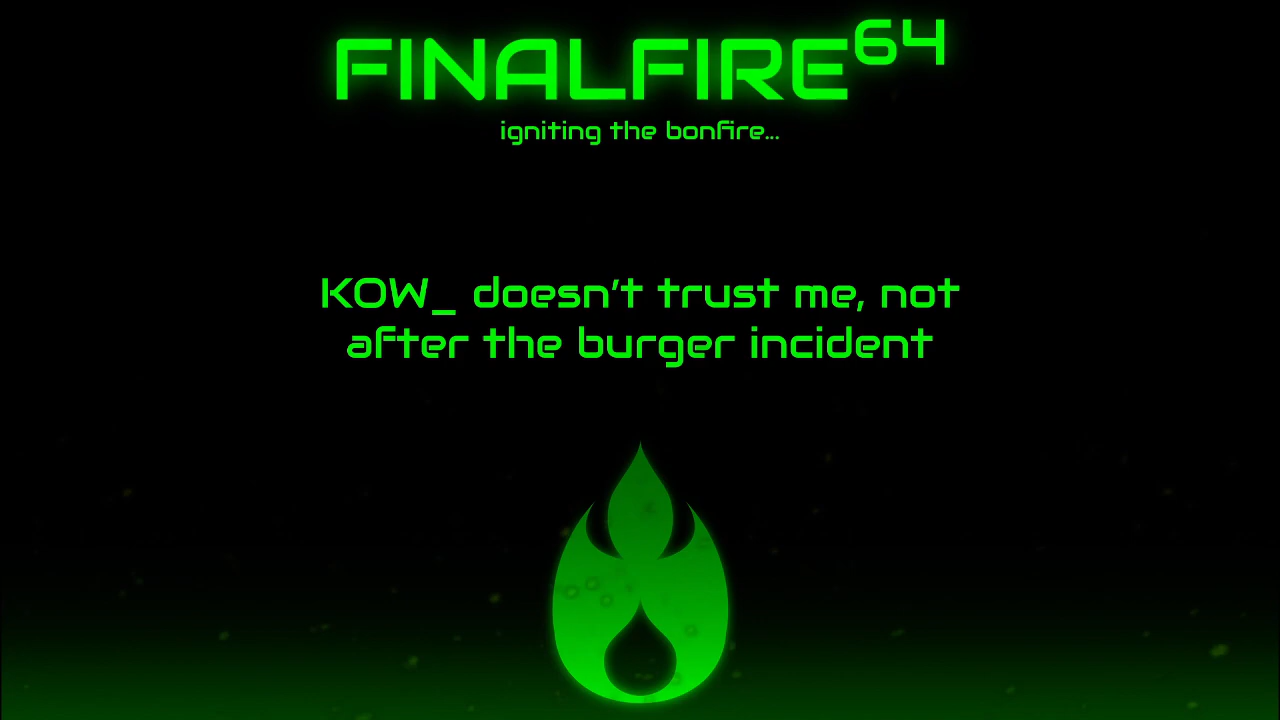 FINALFIRE64
igniting the bonfire...
KOW_ doesn't trust me, not
after the burger incident